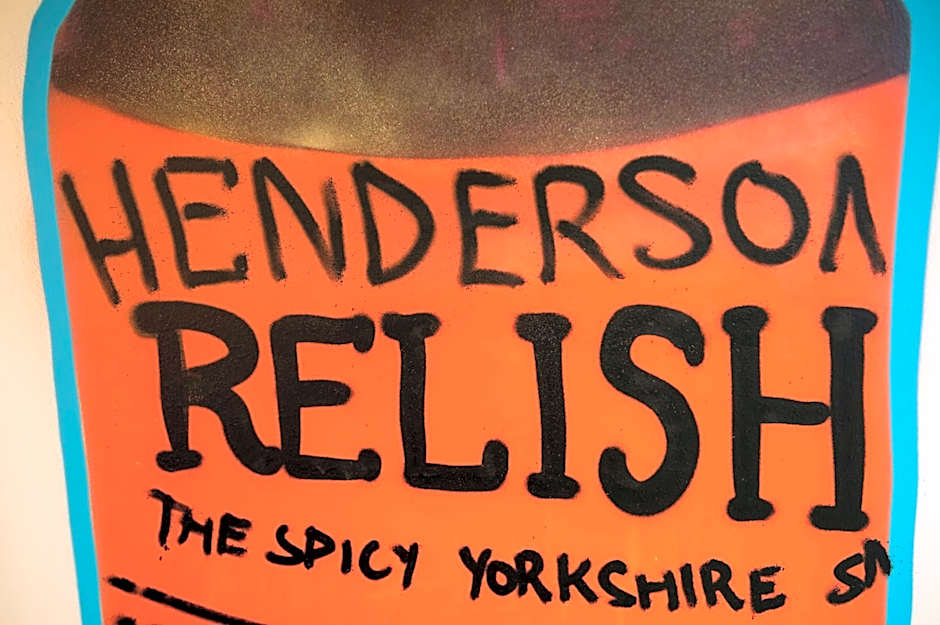 HENDERSON
RELISH
THE SPICY YORKSHIRE